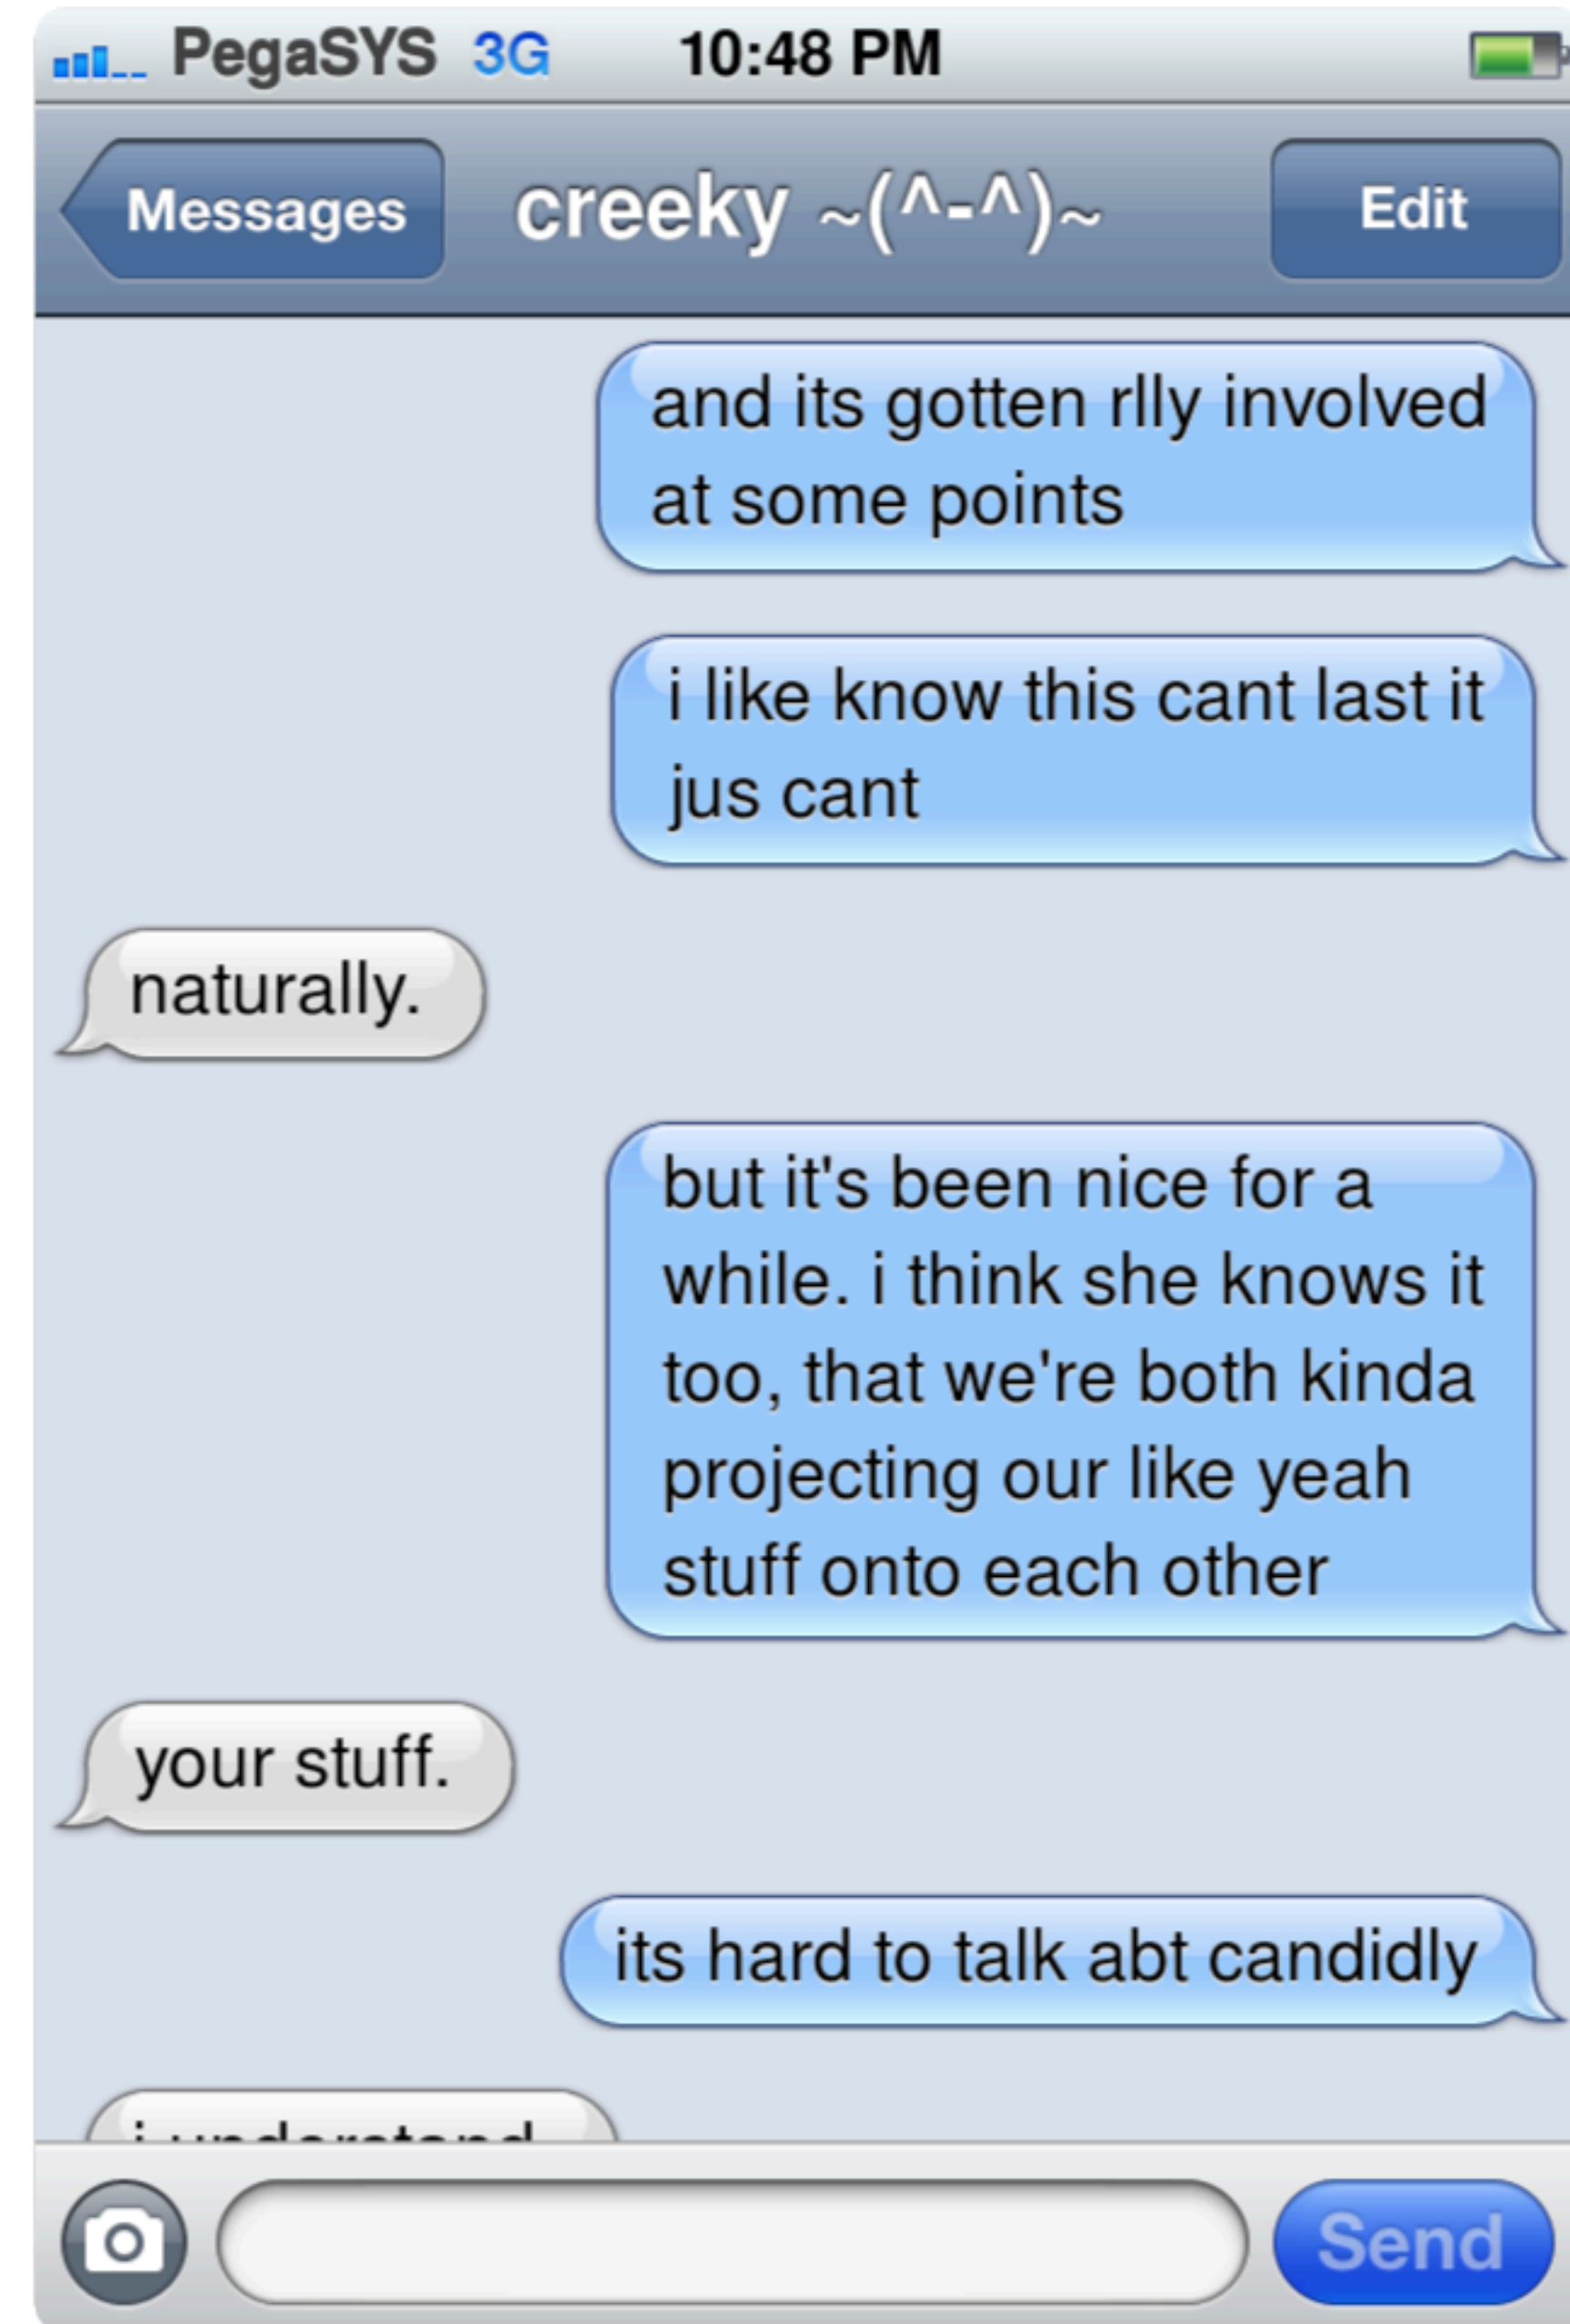 PegaSYS 3G 10:48 PM
Messages creeky ~(^-^)~ Edit
and its gotten rlly involved
at some points
i like know this cant last it
jus cant
naturally.
but it's been nice for a
while. i think she knows it
too, that we're both kinda
projecting our like yeah
stuff onto each other
your stuff.
its hard to talk abt candidly
i understand
Send